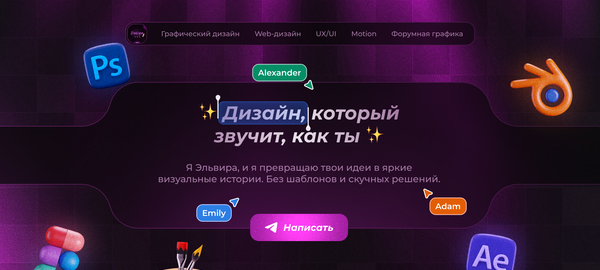 Графический дизайн Web-дизайн UX/UI Motion Форумная графика
Ps
Alexander
Дизайн, который
звучит, как ты
Я Эльвира, и я превращаю твои идеи в яркие
визуальные истории. Без шаблонов и скучных решений.
Emily
Adam
Написать
Ae